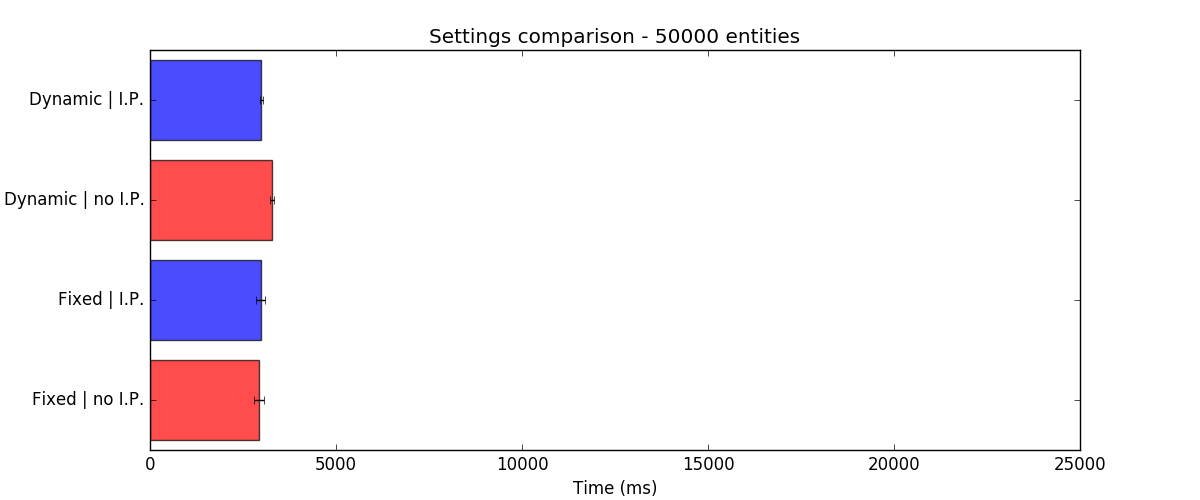 Settings comparison - 50000 entities
Dynamic | I.P.
Dynamic | no I.P.
Fixed | I.P.
Fixed | no I.P.
0 5000 10000 15000 20000 25000
Time (ms)